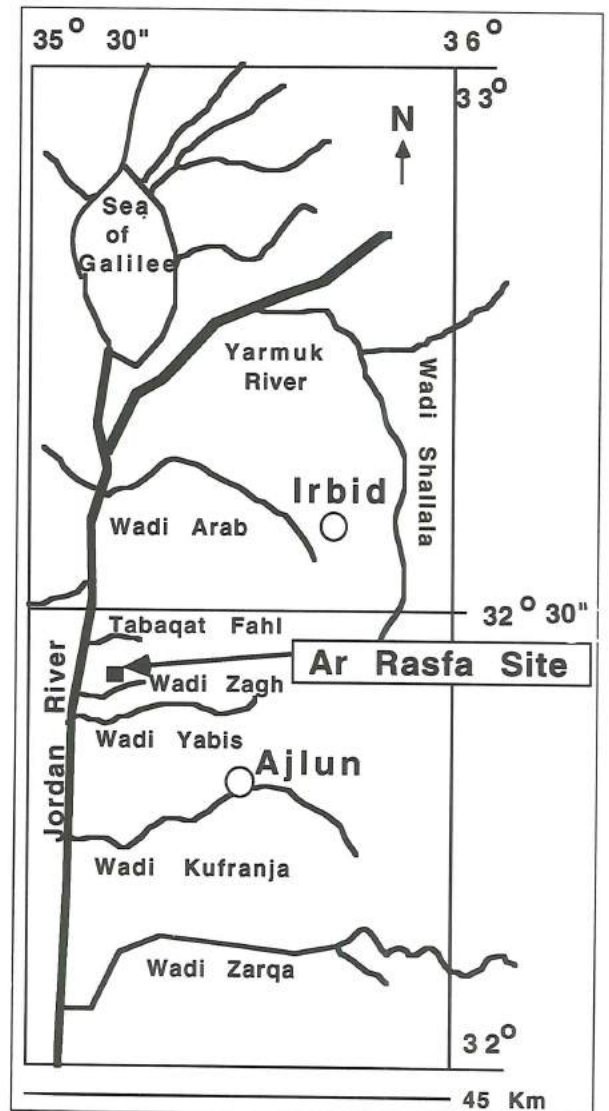 35° 30"
36°
33°
N
Sea
of
Galilee
Yarmuk
River
Wadi Shallala
Irbid
Wadi Arab
32° 30"
Tabaqat Fahl
Ar Rasfa Site
Wadi Zagh
Jordan River
Wadi Yabis
Ajlun
Wadi Kufranja
Wadi Zarqa
32°
45 Km